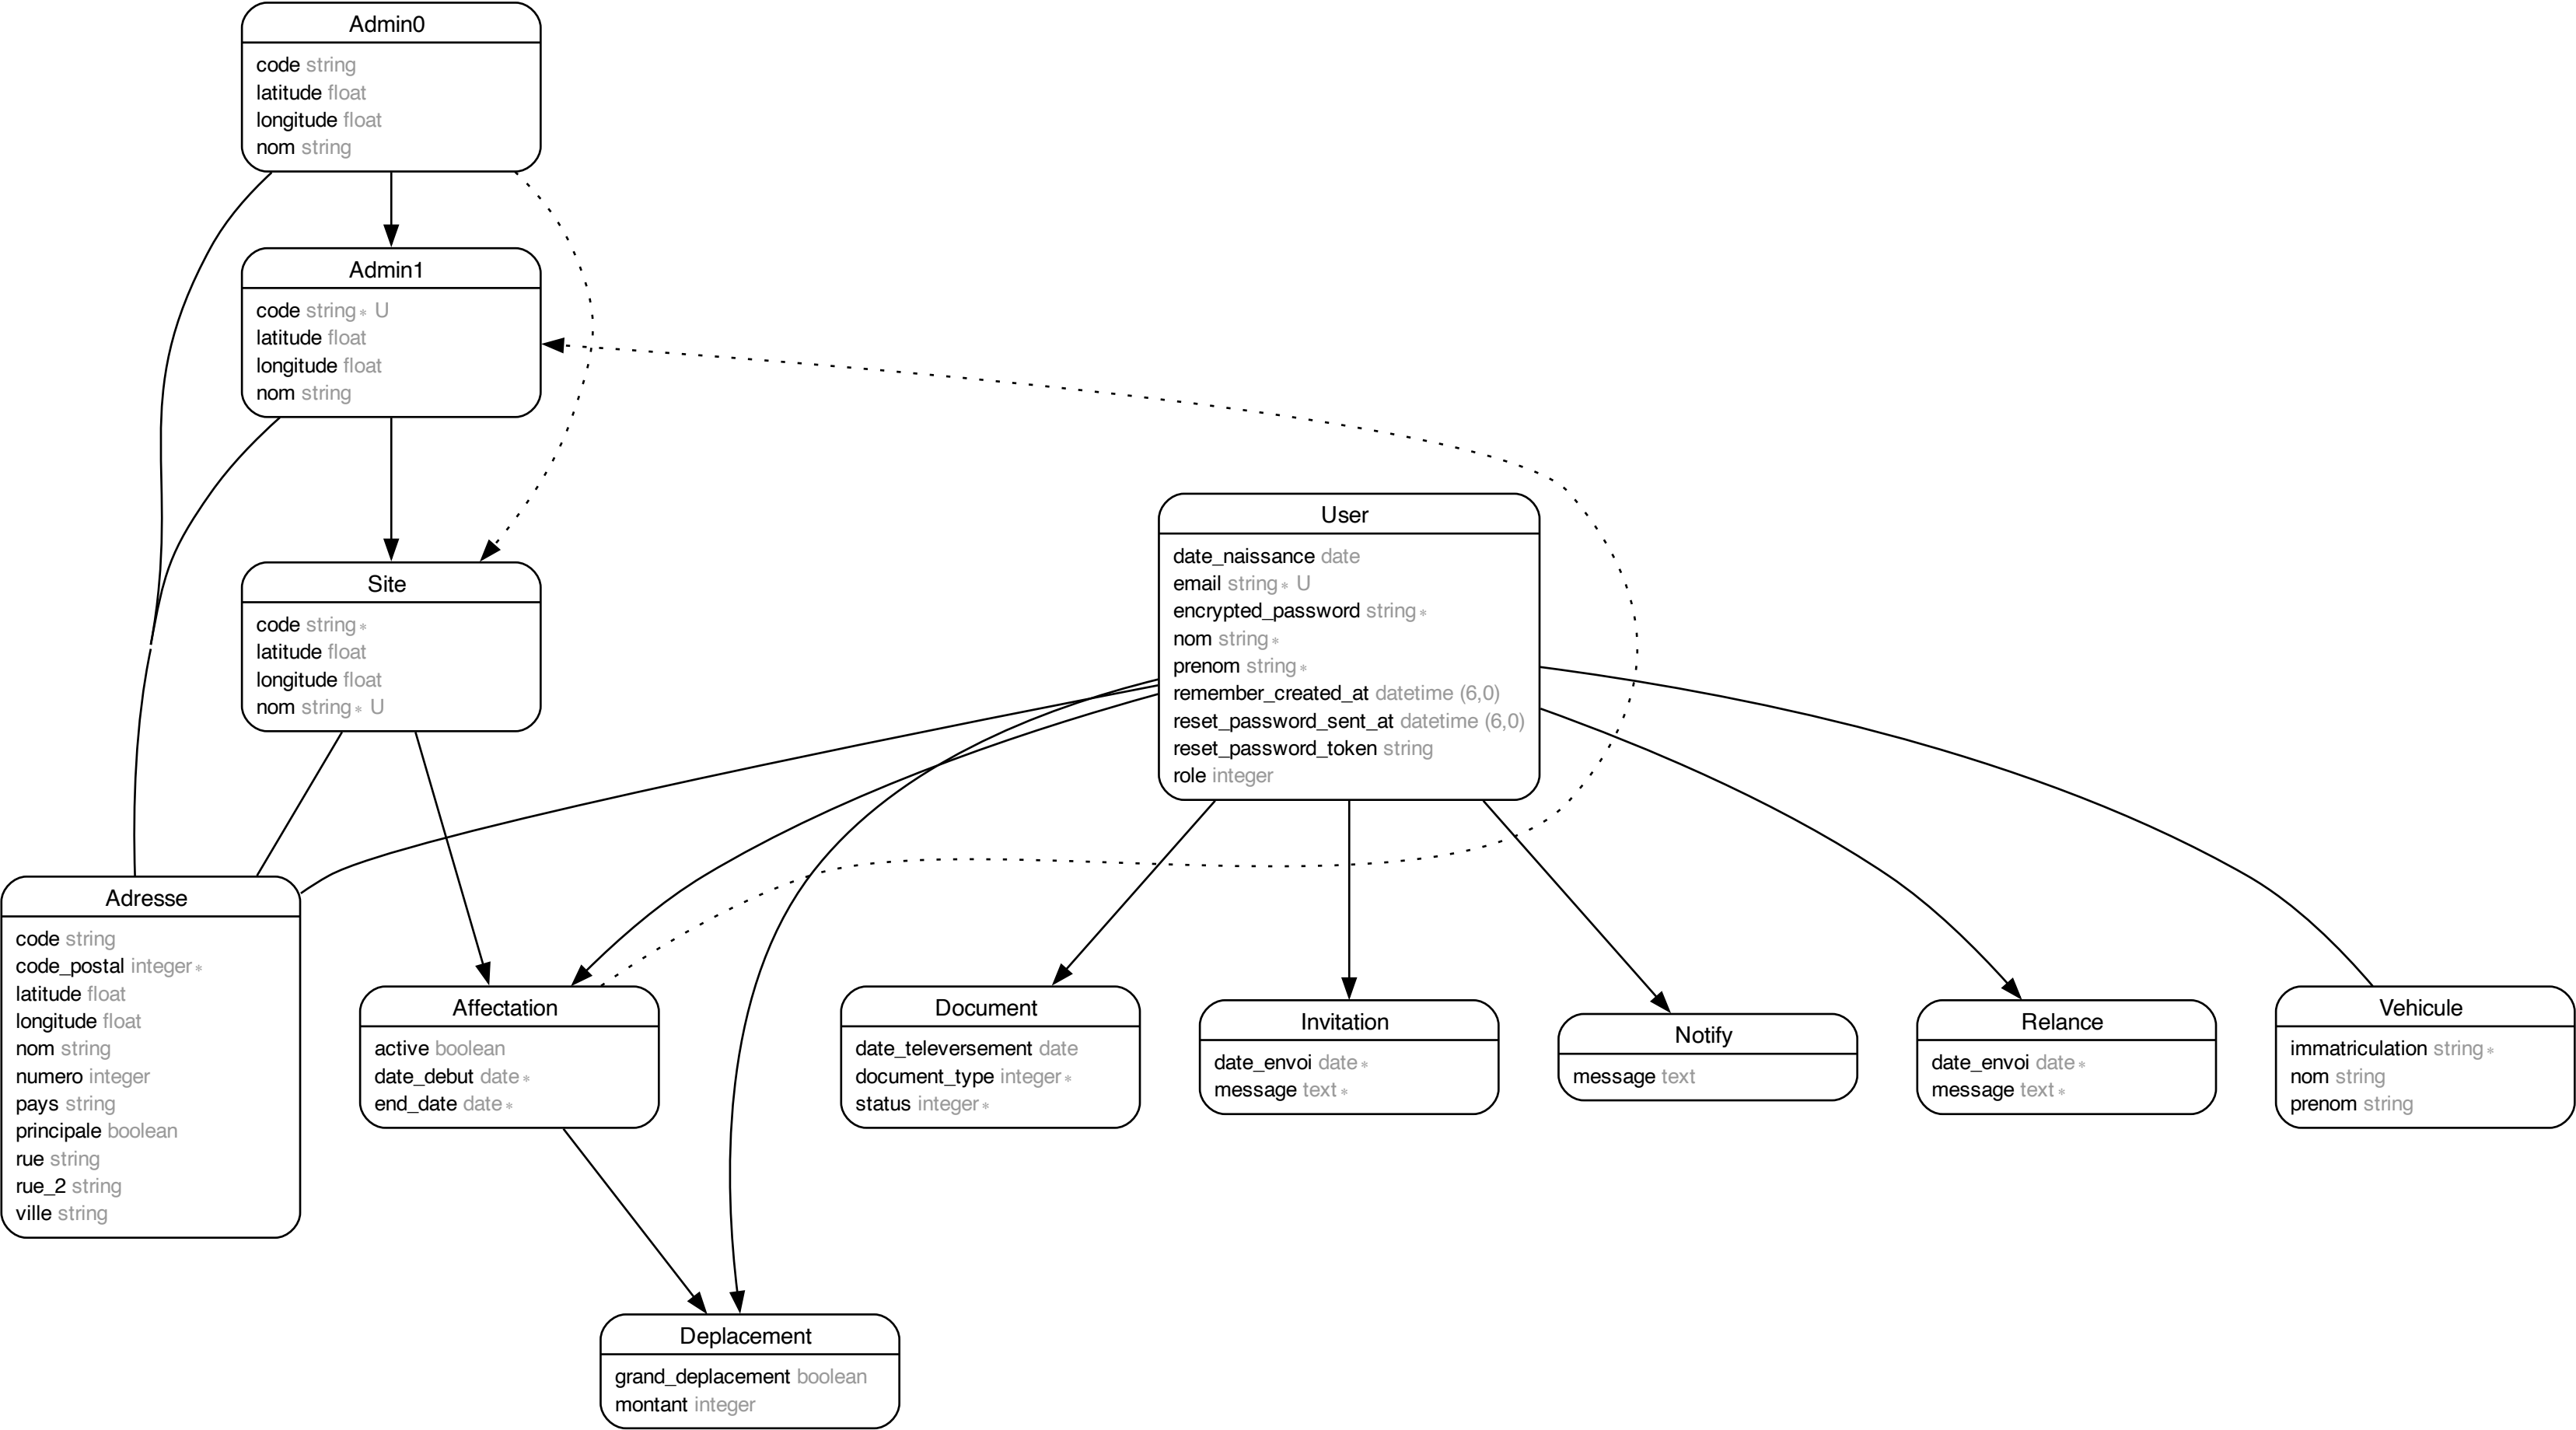 Admin0
code string
latitude float
longitude float
nom string
Admin1
code string∗ U
latitude float
longitude float
nom string
Site
code string∗
latitude float
longitude float
nom string∗ U
User
date_naissance date
email string∗ U
encrypted_password string∗
nom string∗
prenom string∗
remember_created_at datetime (6,0)
reset_password_sent_at datetime (6,0)
reset_password_token string
role integer
Adresse
code string
code_postal integer∗
latitude float
longitude float
nom string
numero integer
pays string
principale boolean
rue string
rue_2 string
ville string
Affectation
active boolean
date_debut date∗
end_date date∗
Document
date_televersement date
document_type integer∗
status integer∗
Invitation
date_envoi date∗
message text∗
Notify
message text
Relance
date_envoi date∗
message text∗
Vehicule
immatriculation string∗
nom string
prenom string
Deplacement
grand_deplacement boolean
montant integer